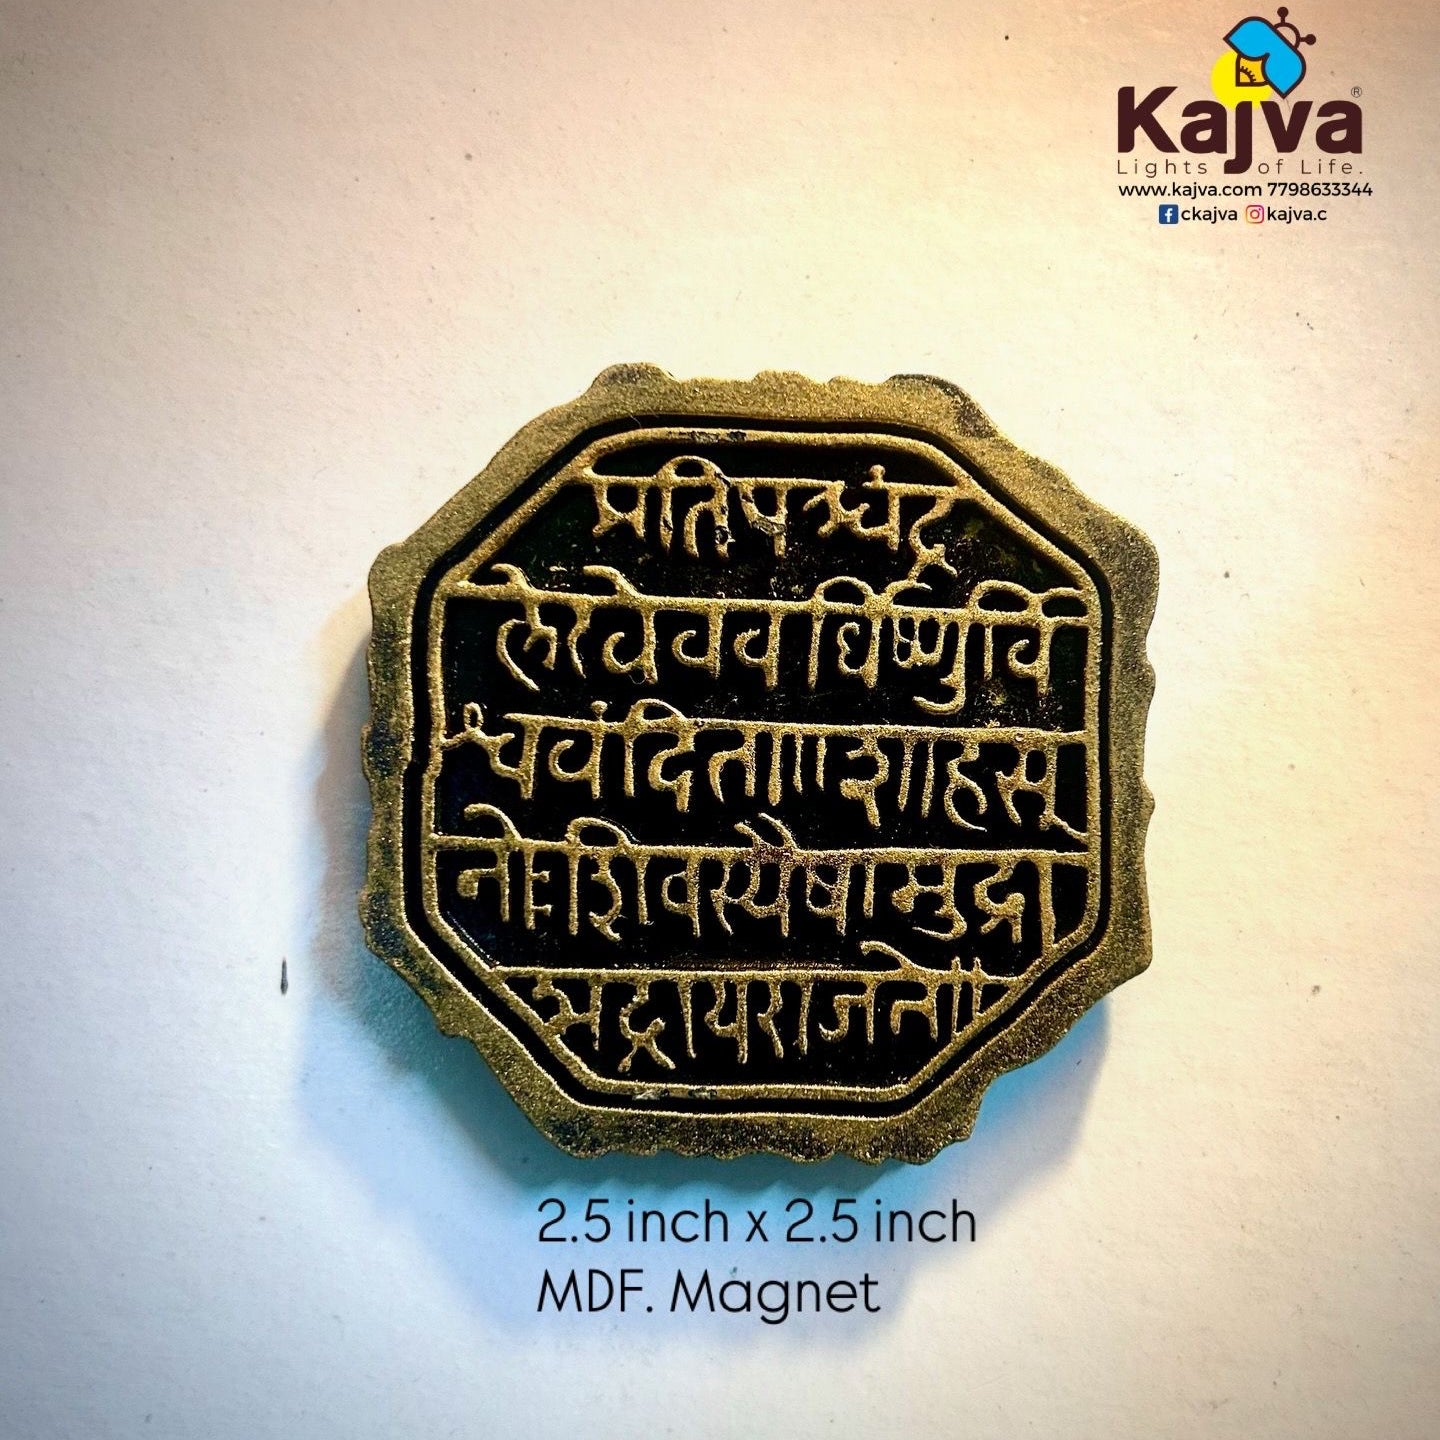 Kajva®
Lights of Life.
www.kajva.com 7798633344
ckajva kajva.c
प्रतिपच्चंद्र
लेखेवव र्धिष्णुर्वि
श्ववंदिता॥शाहसू
नोःशिवस्यैषामुद्रा
भद्रायराजते॥
2.5 inch x 2.5 inch
MDF. Magnet